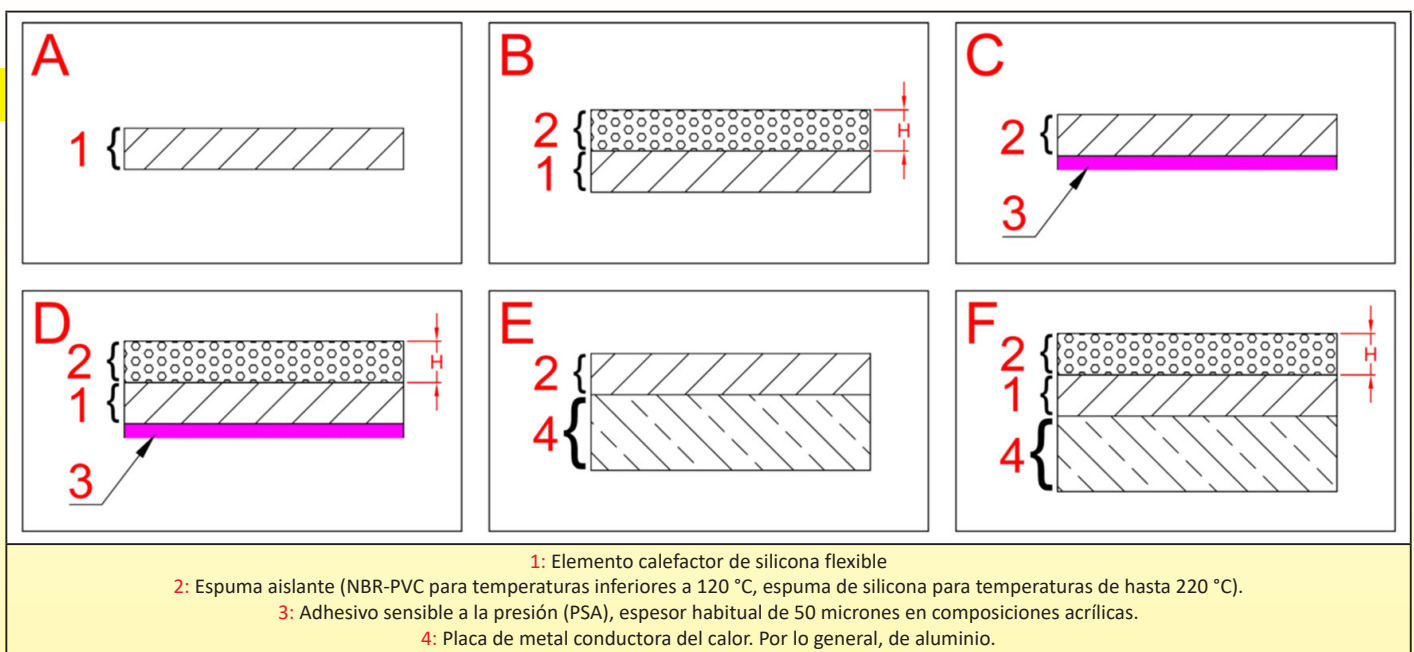 A
1
B
2
H
1
C
2
3
D
2
H
1
3
E
2
4
F
2
H
1
4
1: Elemento calefactor de silicona flexible
2: Espuma aislante (NBR-PVC para temperaturas inferiores a 120 °C, espuma de silicona para temperaturas de hasta 220 °C).
3: Adhesivo sensible a la presión (PSA), espesor habitual de 50 micrones en composiciones acrílicas.
4: Placa de metal conductora del calor. Por lo general, de aluminio.